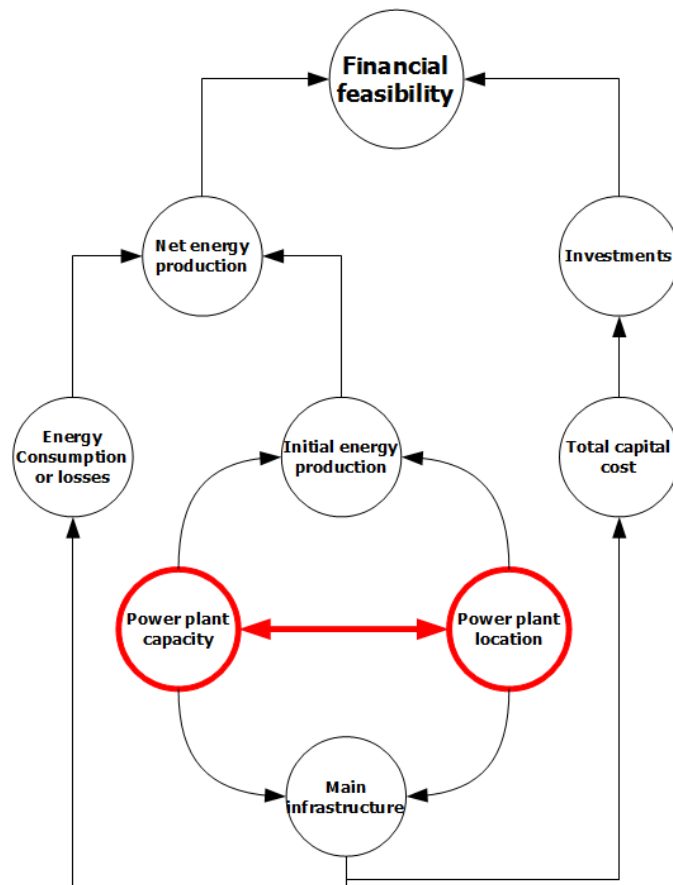 Financial
feasibility
Net energy
production
Investments
Energy
Consumption
or losses
Initial energy
production
Total capital
cost
Power plant
capacity
Power plant
location
Main
infrastructure